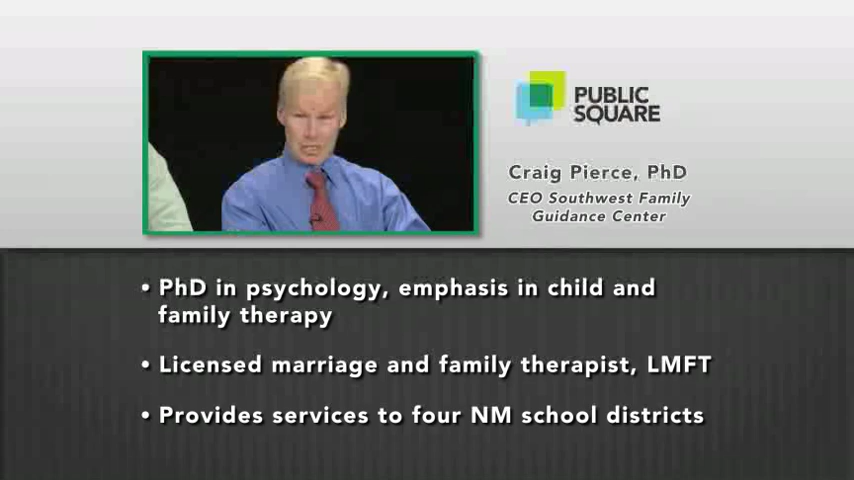 PUBLIC
SQUARE
Craig Pierce, PhD
CEO Southwest Family
Guidance Center
• PhD in psychology, emphasis in child and
family therapy
• Licensed marriage and family therapist, LMFT
• Provides services to four NM school districts